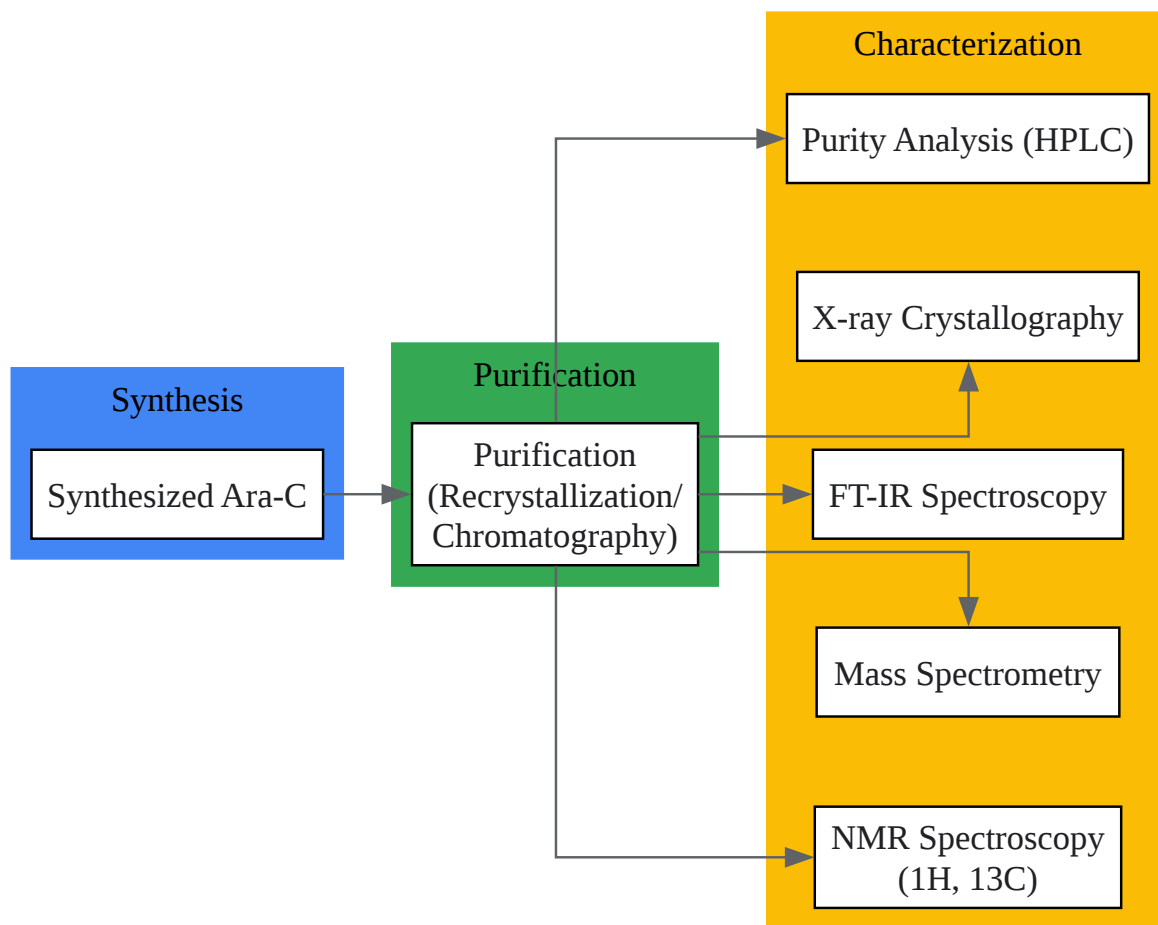 Synthesis
Synthesized Ara-C
Purification
Purification
(Recrystallization/
Chromatography)
Characterization
Purity Analysis (HPLC)
X-ray Crystallography
FT-IR Spectroscopy
Mass Spectrometry
NMR Spectroscopy
(1H, 13C)